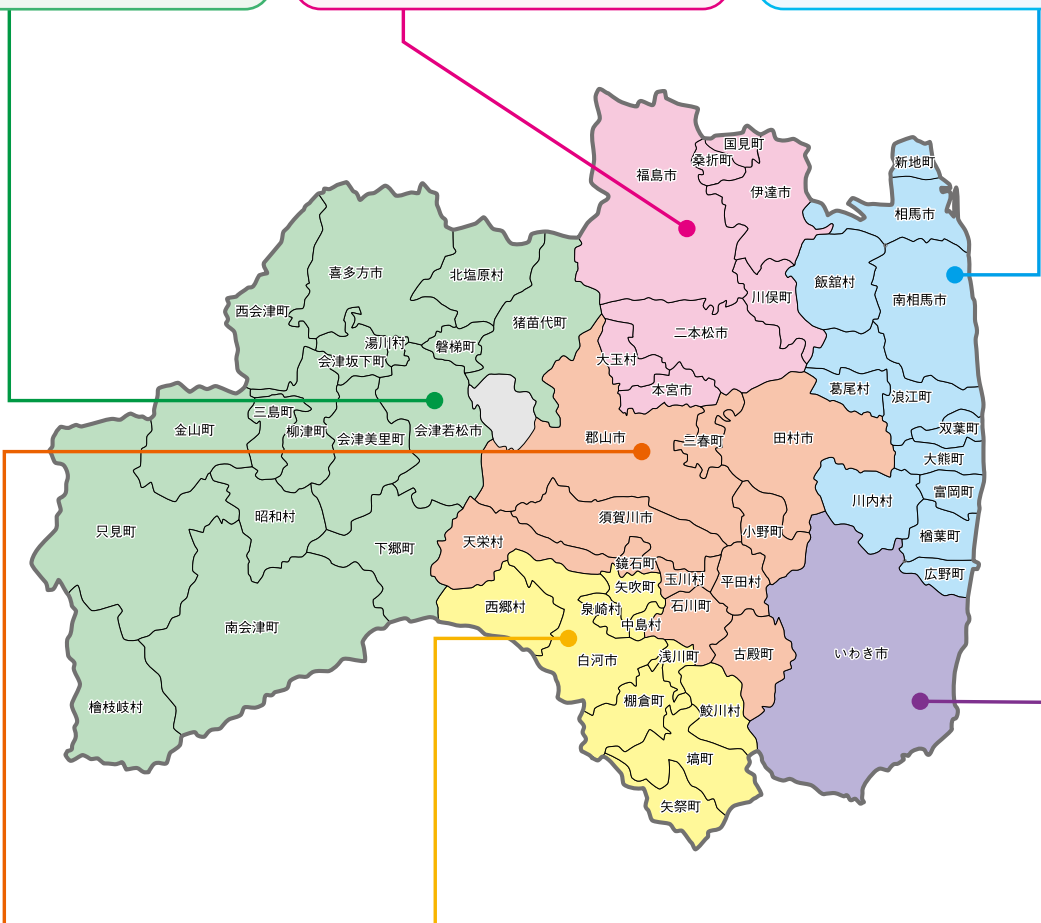 国見町
桑折町
新地町
福島市
伊達市
相馬市
喜多方市
北塩原村
飯舘村
川俣町
南相馬市
西会津町
猪苗代町
二本松市
湯川村
磐梯町
会津坂下町
大玉村
本宮市
葛尾村
浪江町
三島町
金山町
柳津町
会津美里町
会津若松市
郡山市
三春町
田村市
双葉町
大熊町
富岡町
川内村
只見町
昭和村
須賀川市
小野町
楢葉町
下郷町
天栄村
鏡石町
玉川村
平田村
広野町
矢吹町
西郷村
泉崎村
石川町
中島村
南会津町
白河市
浅川町
古殿町
いわき市
棚倉町
鮫川村
檜枝岐村
塙町
矢祭町